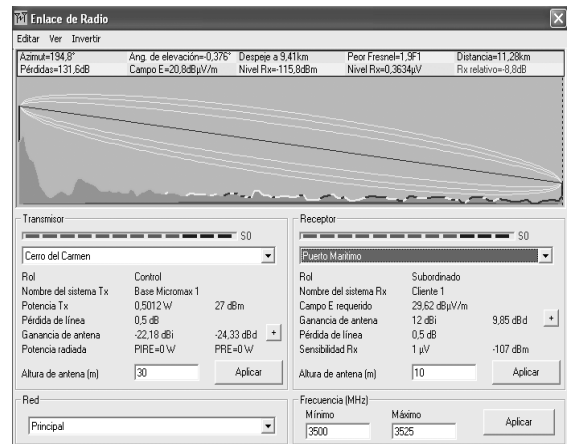 Enlace de Radio
Editar Ver Invertir
Azimut=194,8° Ang. de elevación=-0,376° Despeje a 9,41km Peor Fresnel=1,9F1 Distancia=11,28km
Pérdidas=131,6dB Campo E=20,8dBμV/m Nivel Rx=-115,8dBm Nivel Rx=0,3634μV Rx relativo=-8,8dB
Transmisor
S0
Cerro del Carmen
Rol Control
Nombre del sistema Tx Base Micromax 1
Potencia Tx 0,5012 W 27 dBm
Pérdida de línea 0,5 dB
Ganancia de antena -22,18 dBi -24,33 dBd +
Potencia radiada PIRE=0 W PRE=0 W
Altura de antena (m) 30 Aplicar
Receptor
S0
Puerto Maritimo
Rol Subordinado
Nombre del sistema Rx Cliente 1
Campo E requerido 29,62 dBμV/m
Ganancia de antena 12 dBi 9,85 dBd +
Pérdida de línea 0,5 dB
Sensibilidad Rx 1 μV -107 dBm
Altura de antena (m) 10 Aplicar
Red
Principal
Frecuencia (MHz)
Mínimo Máximo
3500 3525 Aplicar